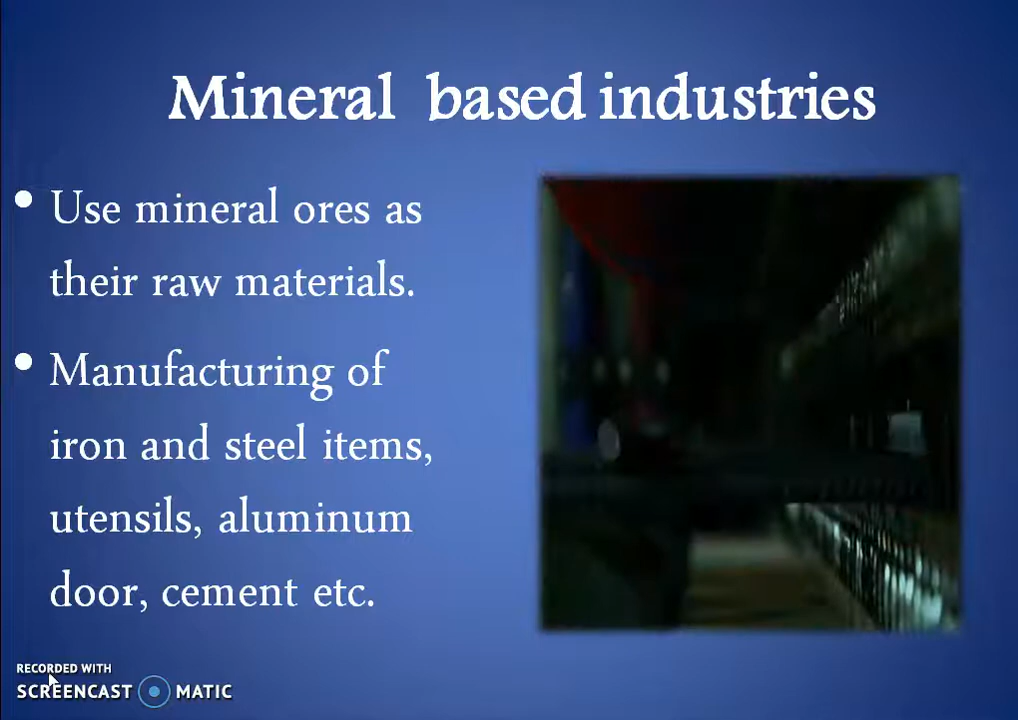 Mineral based industries
• Use mineral ores as
their raw materials.
• Manufacturing of
iron and steel items,
utensils, aluminum
door, cement etc.
RECORDED WITH
SCREENCAST MATIC